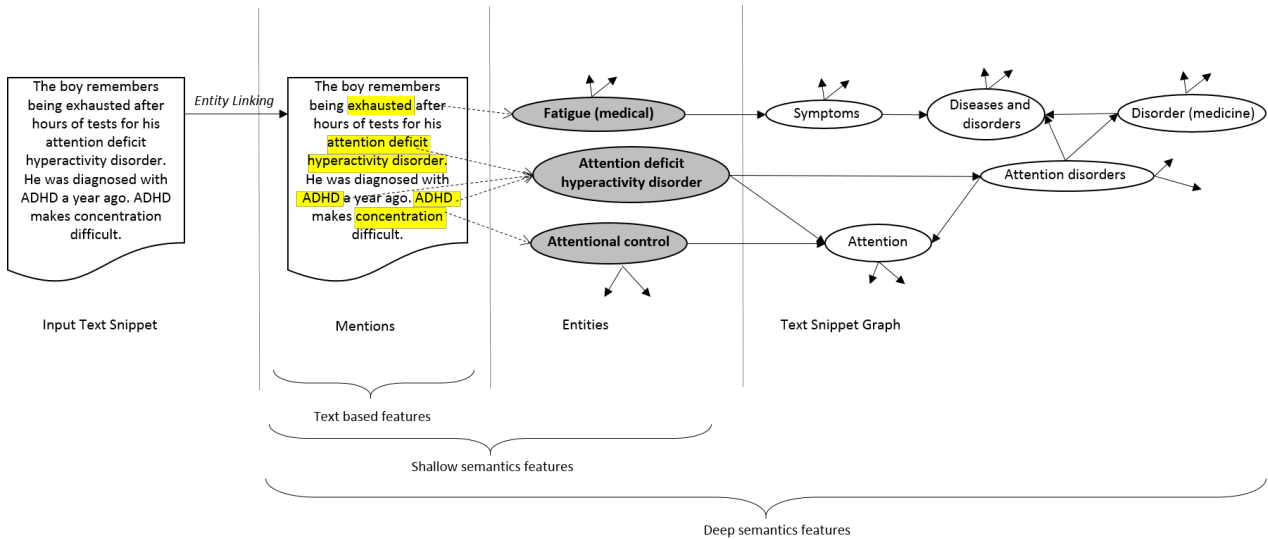 The boy remembers
being exhausted after
hours of tests for his
attention deficit
hyperactivity disorder.
He was diagnosed with
ADHD a year ago. ADHD
makes concentration
difficult.
Entity Linking
The boy remembers
being exhausted after
hours of tests for his
attention deficit
hyperactivity disorder.
He was diagnosed with
ADHD a year ago. ADHD
makes concentration
difficult.
Fatigue (medical)
Attention deficit
hyperactivity disorder
Attentional control
Symptoms
Diseases and
disorders
Disorder (medicine)
Attention disorders
Attention
Input Text Snippet
Mentions
Entities
Text Snippet Graph
Text based features
Shallow semantics features
Deep semantics features